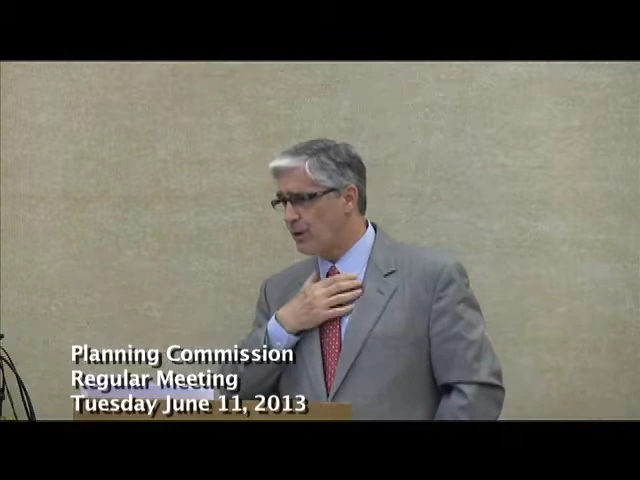 Planning Commission
Regular Meeting
Tuesday June 11, 2013